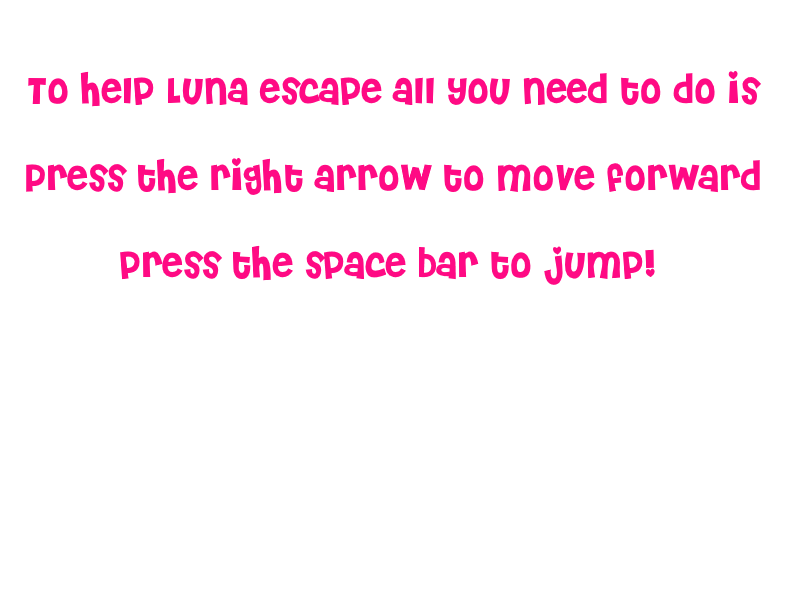 To help Luna escape all you need to do is
press the right arrow to move forward
press the space bar to jump!